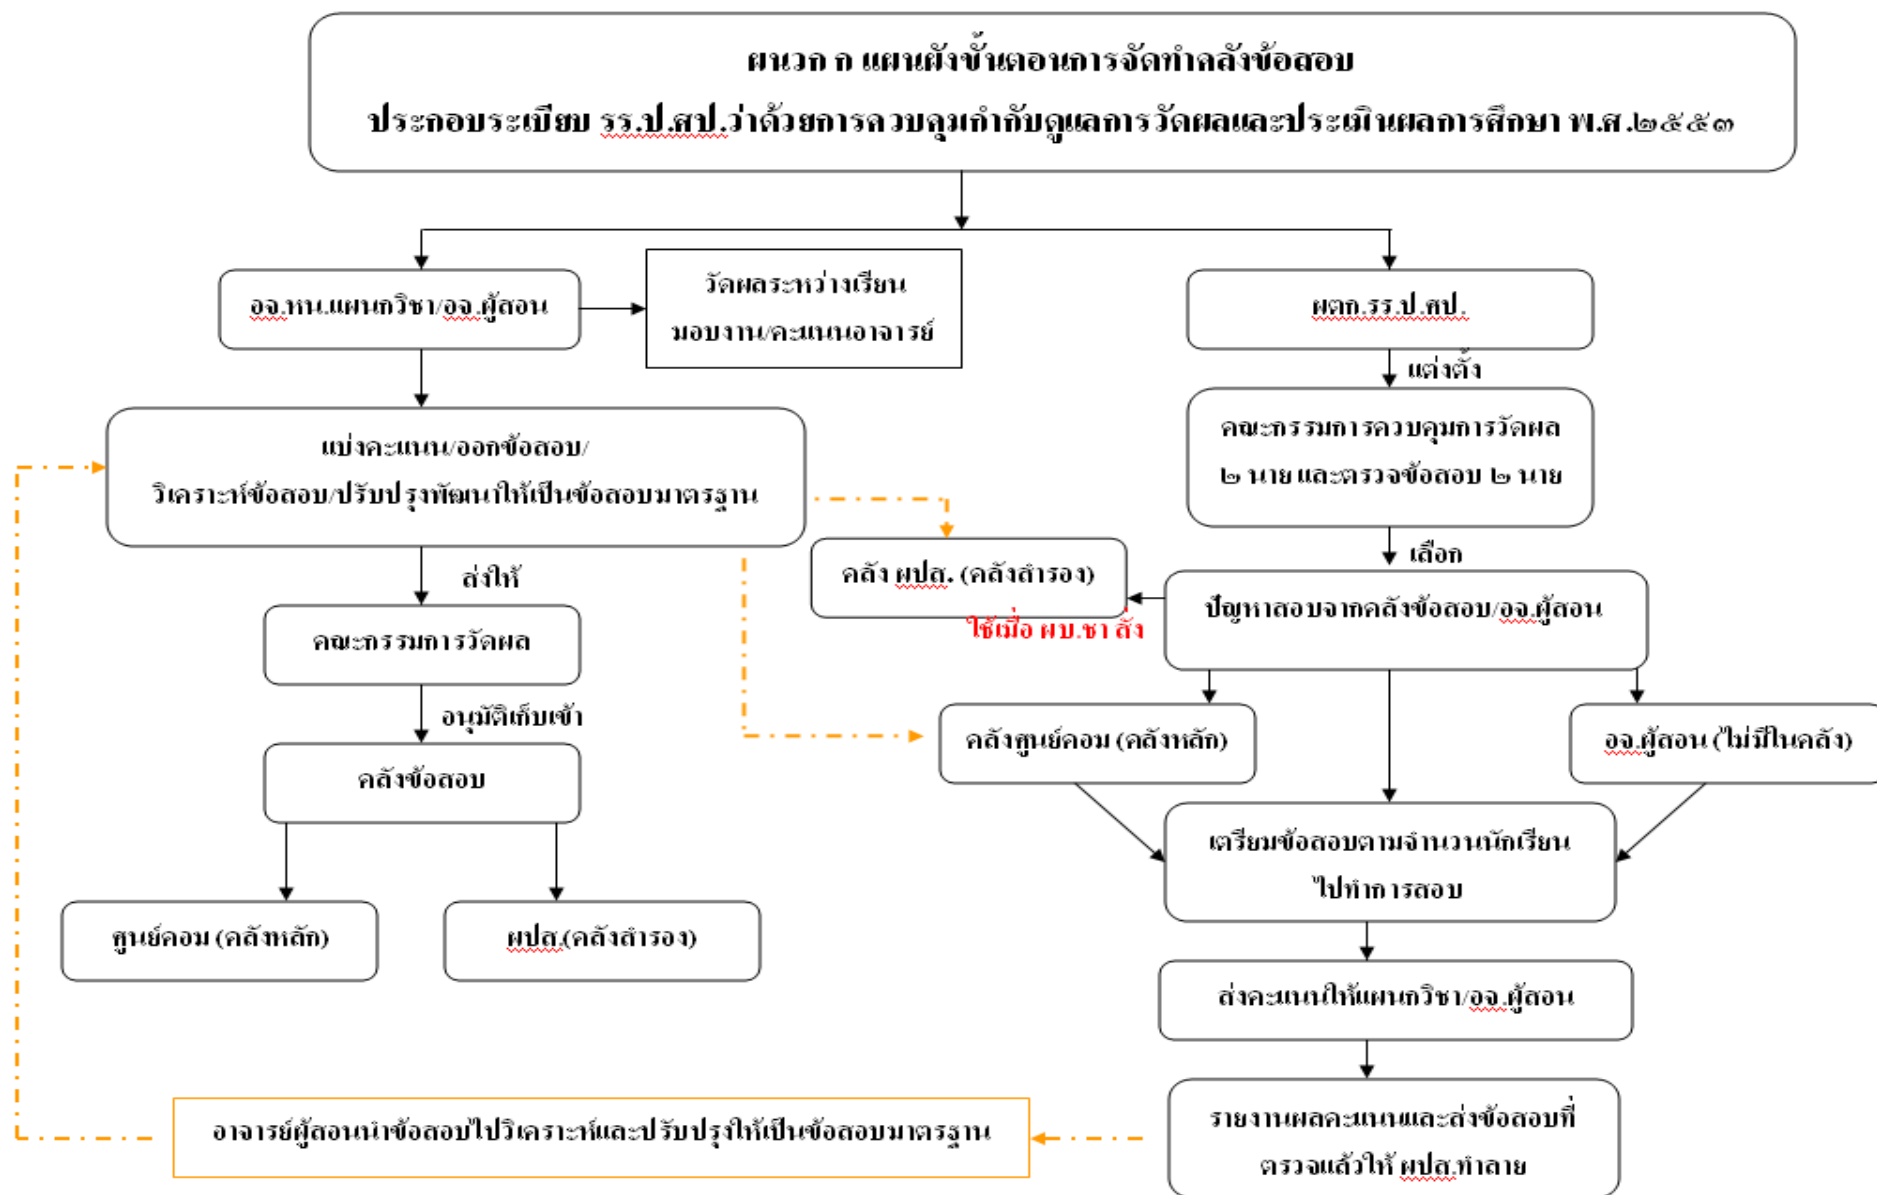 ผนวก ก แผนผังขั้นตอนการจัดทำคลังข้อสอบ
ประกอบระเบียบ รร.ป.ศป.ว่าด้วยการควบคุมกำกับดูแลการวัดผลและประเมินผลการศึกษา พ.ศ.๒๕๕๓
อจ.หน.แผนกวิชา/อจ.ผู้สอน
วัดผลระหว่างเรียน
มอบงาน/คะแนนอาจารย์
ผตก.รร.ป.ศป.
แต่งตั้ง
คณะกรรมการควบคุมการวัดผล
๒ นาย และตรวจข้อสอบ ๒ นาย
แบ่งคะแนน/ออกข้อสอบ/
วิเคราะห์ข้อสอบ/ปรับปรุงพัฒนาให้เป็นข้อสอบมาตรฐาน
เลือก
คลัง ผปส. (คลังสำรอง)
ใช้เมื่อ ผบ.ชา สั่ง
ปัญหาสอบจากคลังข้อสอบ/อจ.ผู้สอน
ส่งให้
คณะกรรมการวัดผล
อนุมัติเก็บเข้า
คลังข้อสอบ
คลังศูนย์คอม (คลังหลัก)
อจ.ผู้สอน (ไม่มีในคลัง)
เตรียมข้อสอบตามจำนวนนักเรียน
ไปทำการสอบ
ศูนย์คอม (คลังหลัก)
ผปส.(คลังสำรอง)
ส่งคะแนนให้แผนกวิชา/อจ.ผู้สอน
รายงานผลคะแนนและส่งข้อสอบที่
ตรวจแล้วให้ ผปส.ทำลาย
อาจารย์ผู้สอนนำข้อสอบไปวิเคราะห์และปรับปรุงให้เป็นข้อสอบมาตรฐาน